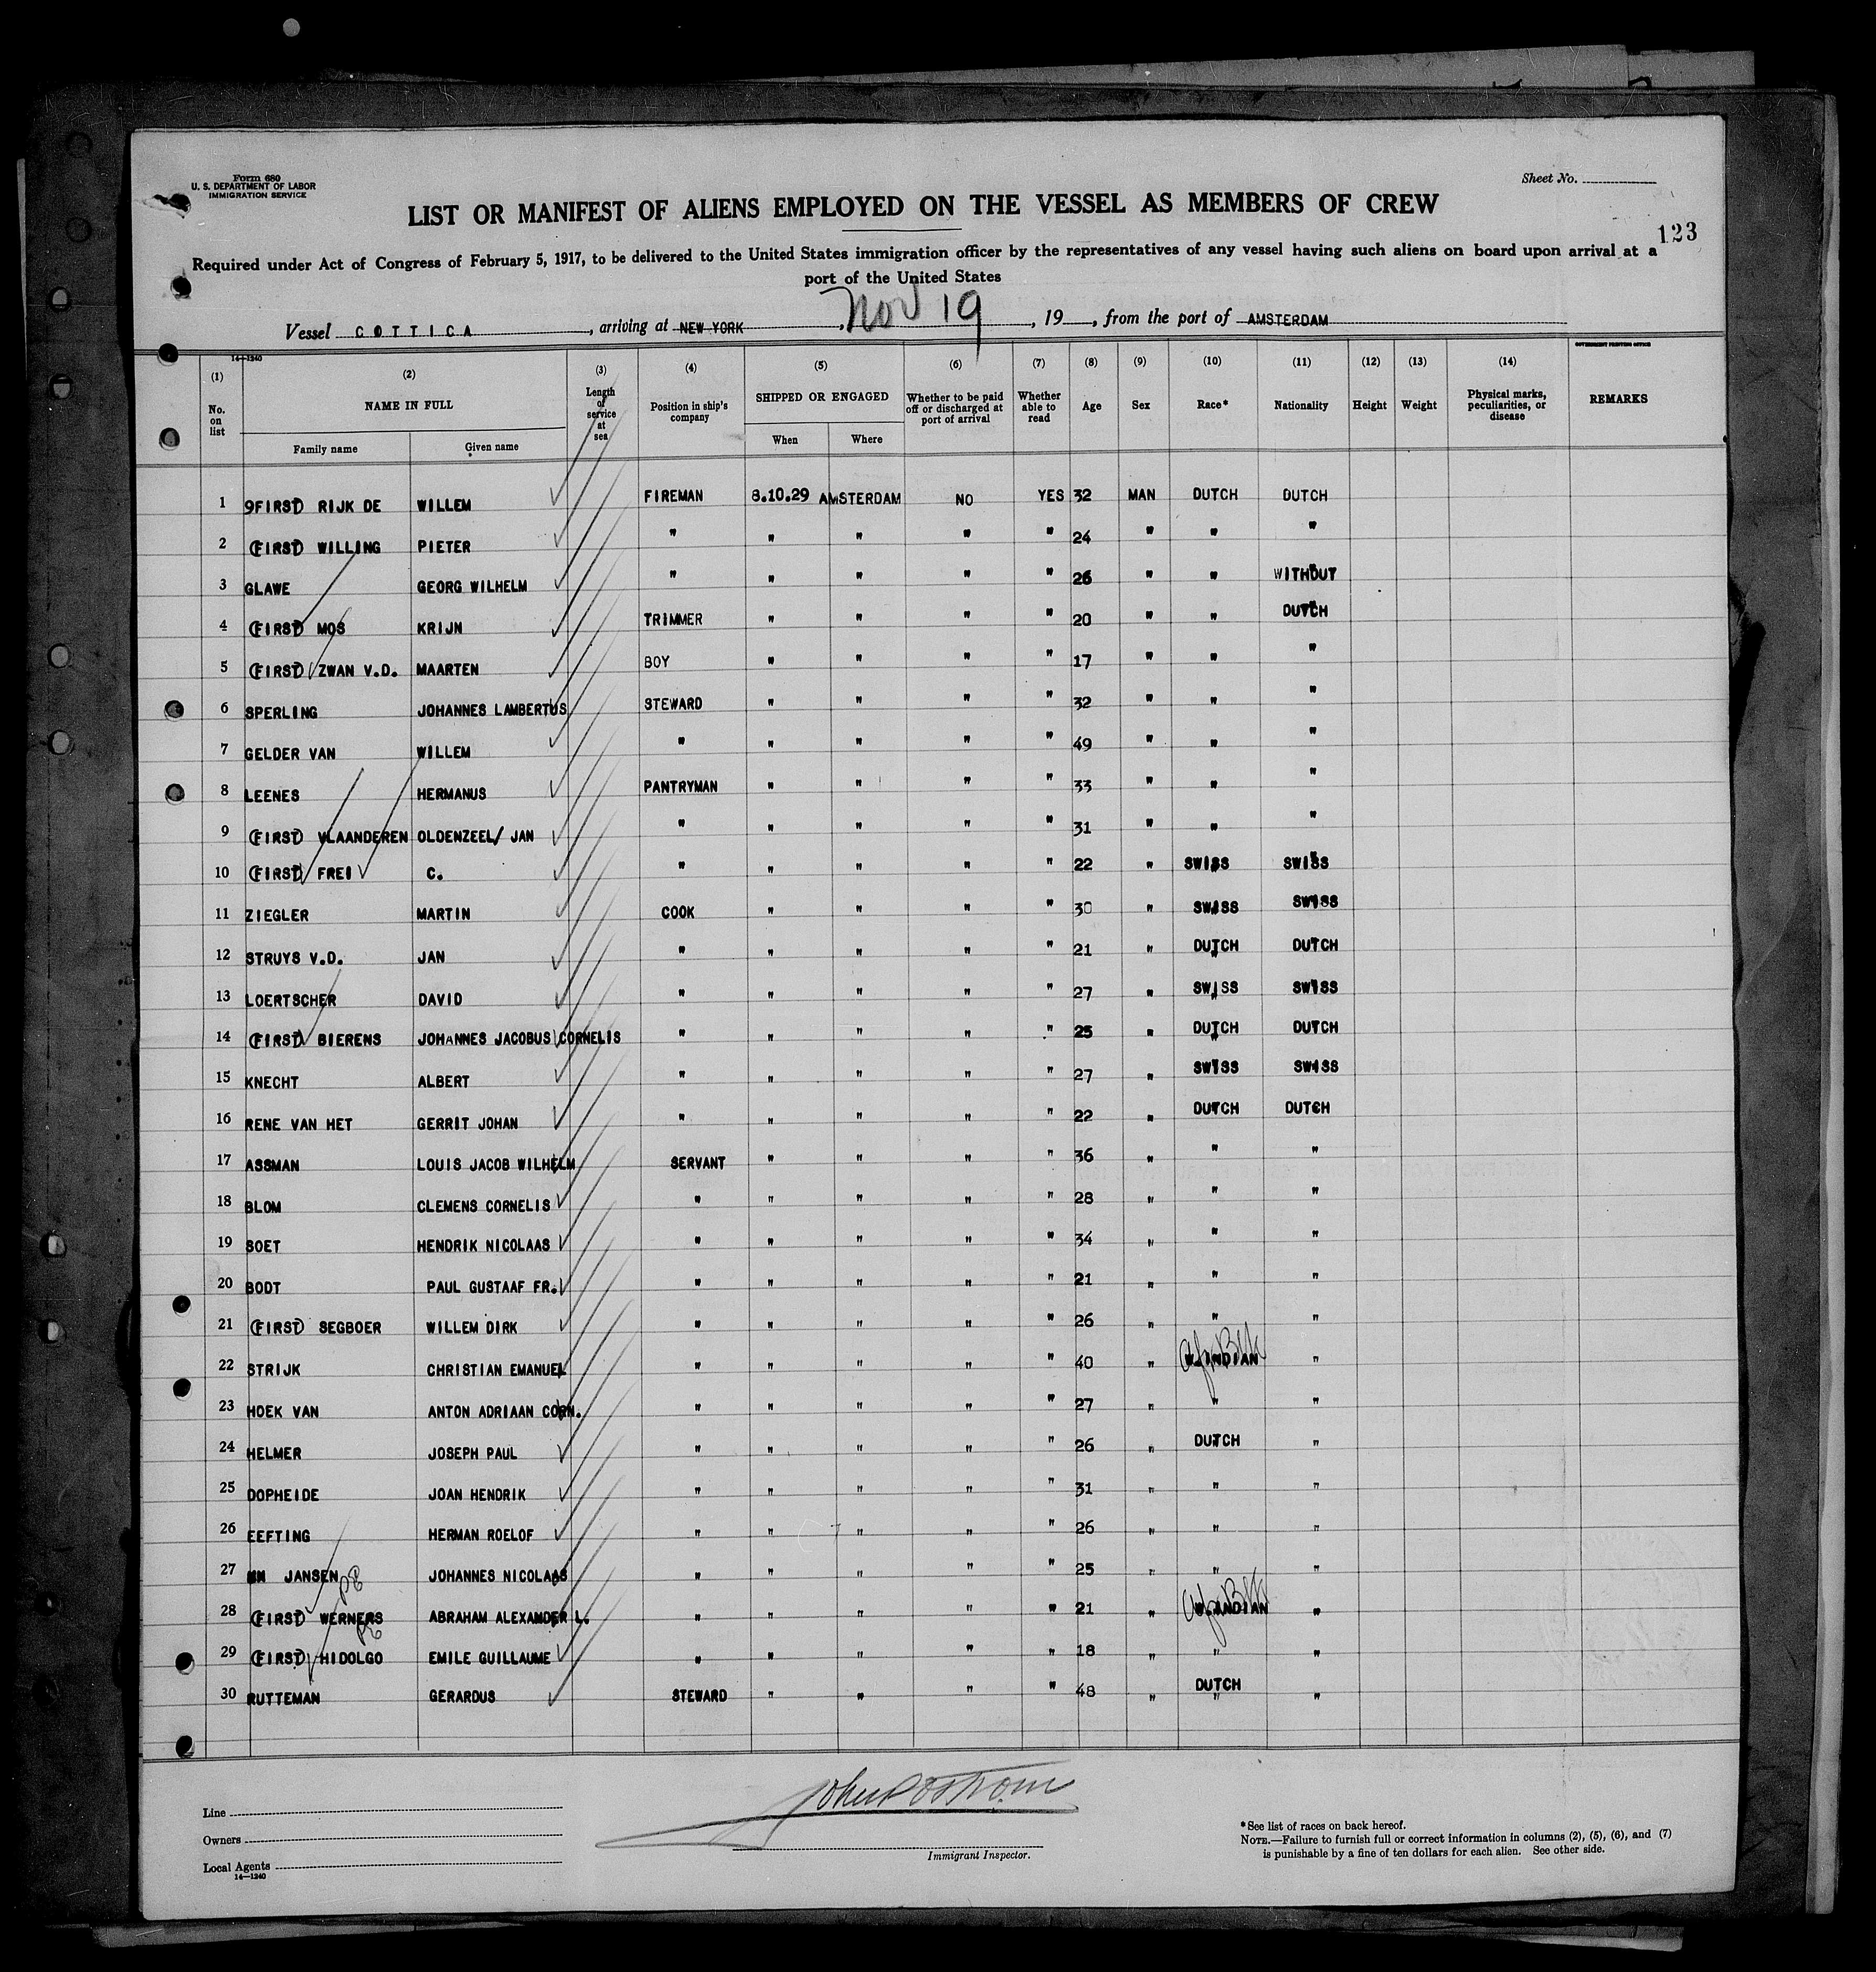 Form 680
U. S. DEPARTMENT OF LABOR
IMMIGRATION SERVICE
Sheet No.
LIST OR MANIFEST OF ALIENS EMPLOYED ON THE VESSEL AS MEMBERS OF CREW
123
Required under Act of Congress of February 5, 1917, to be delivered to the United States immigration officer by the representatives of any vessel having such aliens on board upon arrival at a
port of the United States
Vessel COTTICA, arriving at NEW YORK, Nov 19, 19, from the port of AMSTERDAM
14—1240
GOVERNMENT PRINTING OFFICE
(1) (2) (3) (4) (5) (6) (7) (8) (9) (10) (11) (12) (13) (14)
No. on list NAME IN FULL Length of service at sea Position in ship's company SHIPPED OR ENGAGED Whether to be paid off or discharged at port of arrival Whether able to read Age Sex Race* Nationality Height Weight Physical marks, peculiarities, or disease REMARKS
Family name Given name When Where
1 9FIRST) RIJK DE WILLEM FIREMAN 8.10.29 AMSTERDAM NO YES 32 MAN DUTCH DUTCH
2 (FIRST) WILLING PIETER " " " " " 24 " " "
3 GLAWE GEORG WILHELM " " " " " 26 " " WITHOUT
4 (FIRST) MOS KRIJN TRIMMER " " " " 20 " " DUTCH
5 (FIRST) ZWAN V.D. MAARTEN BOY " " " " 17 " " "
6 SPERLING JOHANNES LAMBERTUS STEWARD " " " " 32 " " "
7 GELDER VAN WILLEM " " " " " 49 " " "
8 LEENES HERMANUS PANTRYMAN " " " " 33 " " "
9 (FIRST) VLAANDEREN OLDENZEEL/ JAN " " " " " 31 " " "
10 (FIRST) FREI C. " " " " " 22 " SWISS SWISS
11 ZIEGLER MARTIN COOK " " " " 30 " SWISS SWISS
12 STRUYS V.D. JAN " " " " " 21 " DUTCH DUTCH
13 LOERTSCHER DAVID " " " " " 27 " SWISS SWISS
14 (FIRST) BIERENS JOHANNES JACOBUS CORNELIS " " " " " 25 " DUTCH DUTCH
15 KNECHT ALBERT " " " " " 27 " SWISS SWISS
16 RENE VAN HET GERRIT JOHAN " " " " " 22 " DUTCH DUTCH
17 ASSMAN LOUIS JACOB WILHELM SERVANT " " " " 36 " " "
18 BLOM CLEMENS CORNELIS " " " " " 28 " " "
19 BOET HENDRIK NICOLAAS " " " " " 34 " " "
20 BODT PAUL GUSTAAF FR. " " " " " 21 " " "
21 (FIRST) SEGBOER WILLEM DIRK " " " " " 26 " " "
22 STRIJK CHRISTIAN EMANUEL " " " " " 40 " W.INDIAN Afr Blk "
23 HOEK VAN ANTON ADRIAAN CORN. " " " " " 27 " " "
24 HELMER JOSEPH PAUL " " " " " 26 " DUTCH "
25 DOPHEIDE JOAN HENDRIK " " " " " 31 " " "
26 EEFTING HERMAN ROELOF " " " " " 26 " " "
27 JANSEN JOHANNES NICOLAAS " " " " " 25 " " "
28 (FIRST) WERNERS ABRAHAM ALEXANDER L. " " " " " 21 " W.INDIAN Afr Blk "
29 (FIRST) HIDOLGO EMILE GUILLAUME " " " " " 18 " " "
30 RUTTEMAN GERARDUS STEWARD " " " " 48 " DUTCH "
Line
Owners
Local Agents
14—1240
Immigrant Inspector.
*See list of races on back hereof.
NOTE.—Failure to furnish full or correct information in columns (2), (5), (6), and (7)
is punishable by a fine of ten dollars for each alien. See other side.